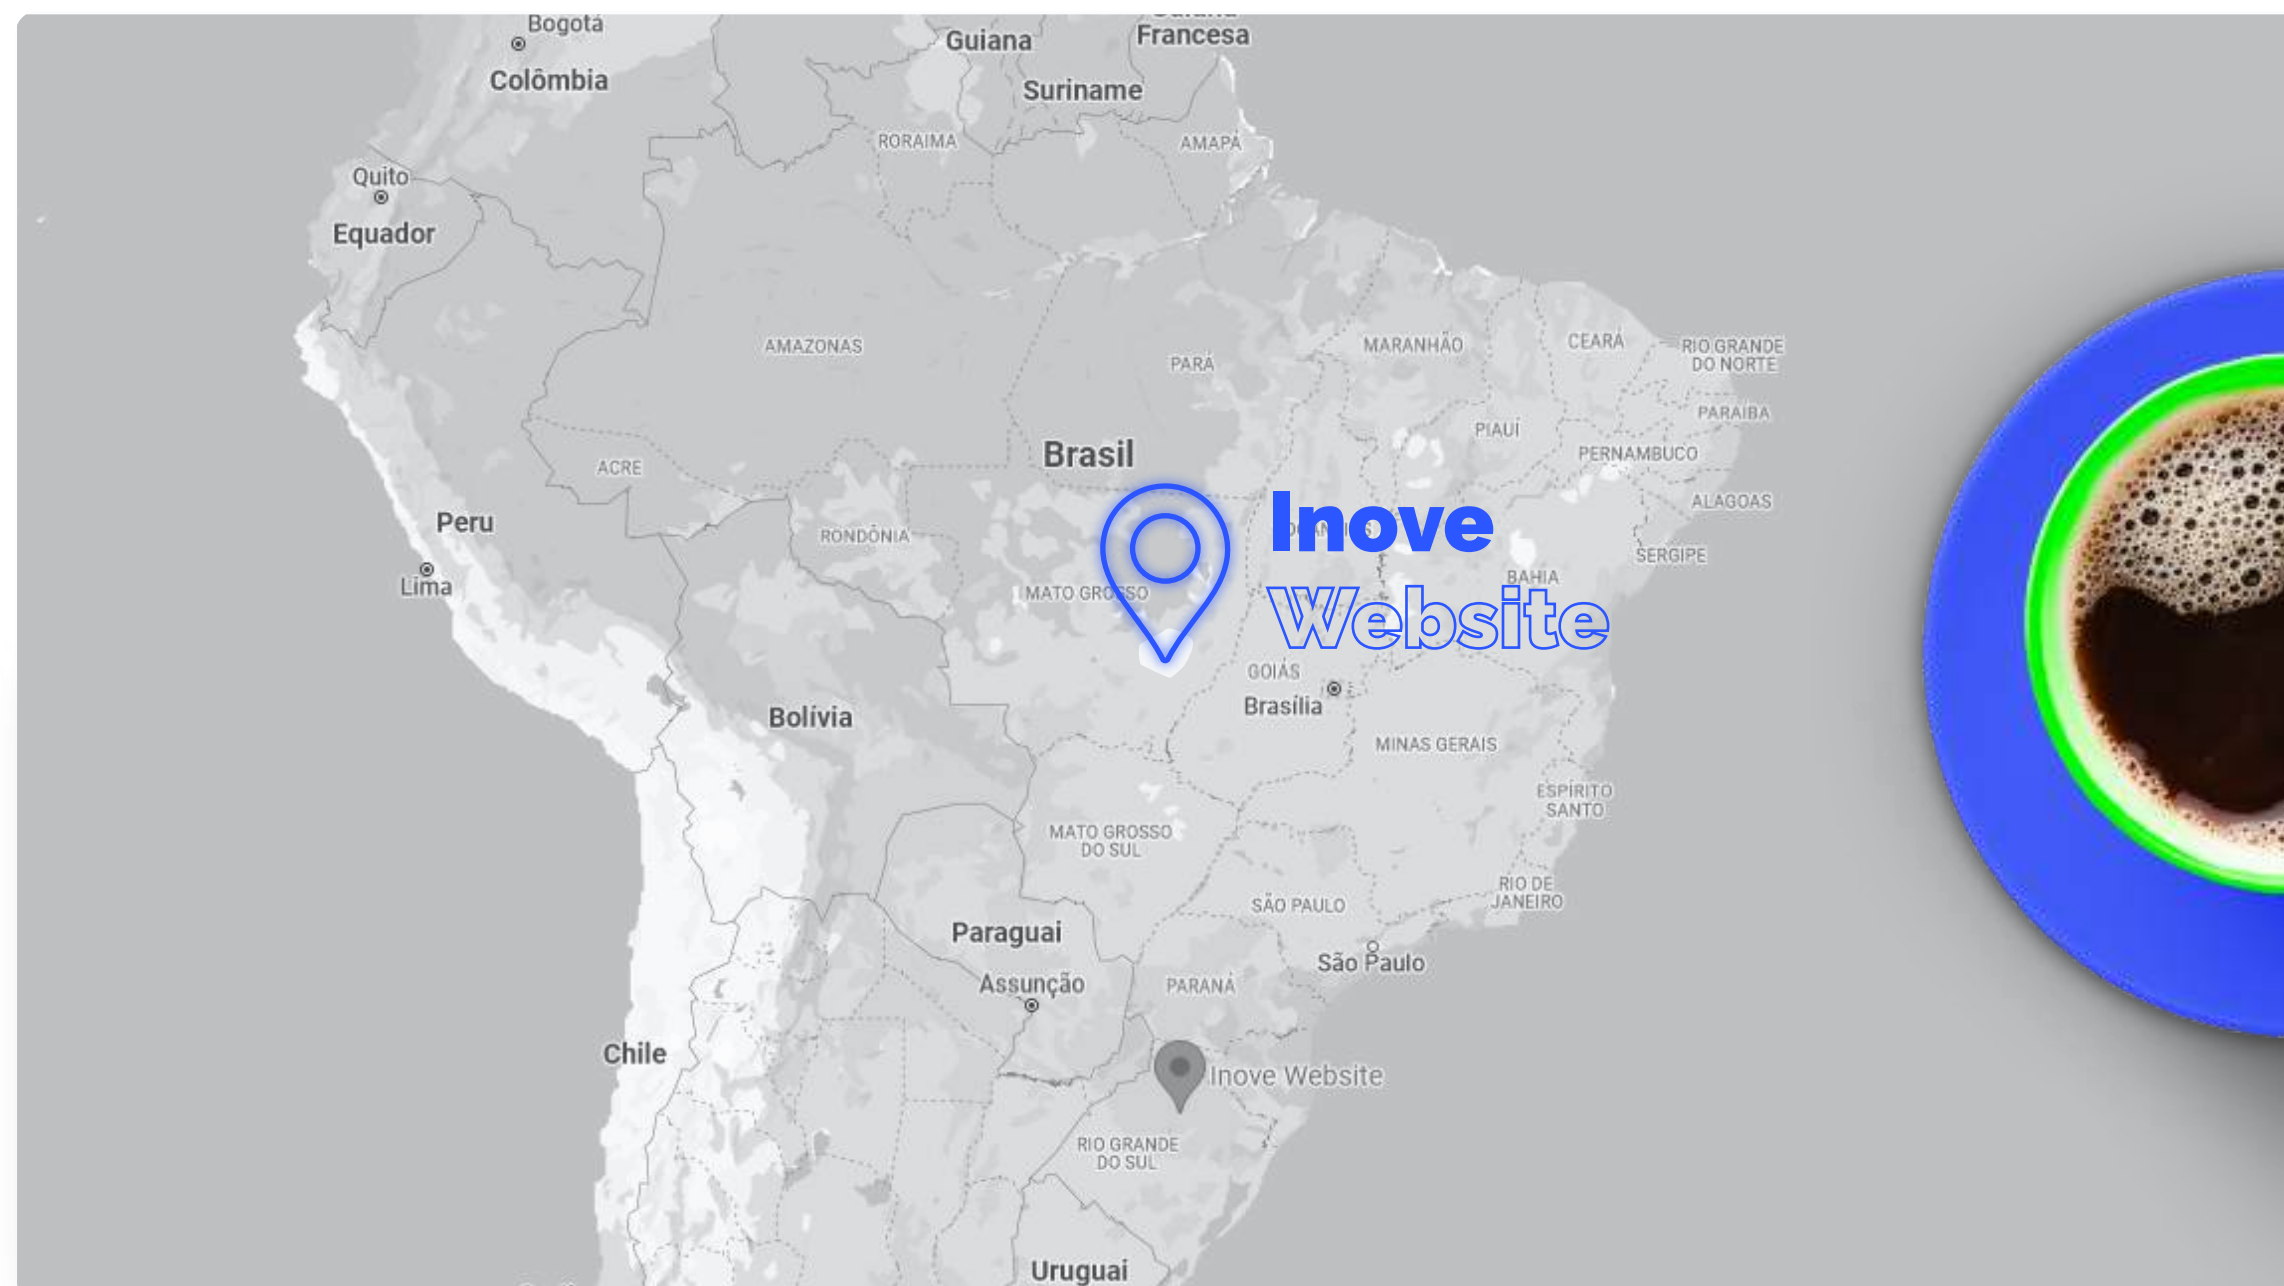 Bogotá
Colômbia
Guiana
Francesa
Suriname
RORAIMA
AMAPÁ
Quito
Equador
AMAZONAS
PARÁ
MARANHÃO
CEARÁ
RIO GRANDE
DO NORTE
PARAÍBA
PIAUÍ
PERNAMBUCO
Brasil
ACRE
ALAGOAS
Peru
RONDÔNIA
Inove
SERGIPE
Lima
MATO GROSSO
BAHIA
Website
GOIÁS
Brasília
Bolívia
MINAS GERAIS
ESPÍRITO
SANTO
MATO GROSSO
DO SUL
RIO DE
JANEIRO
SÃO PAULO
Paraguai
São Paulo
Assunção
PARANÁ
Chile
Inove Website
RIO GRANDE
DO SUL
Uruguai